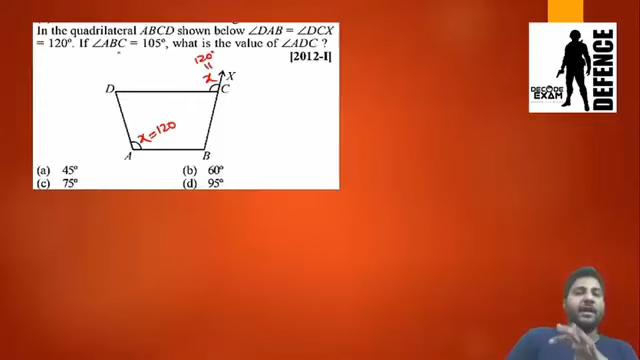 In the quadrilateral ABCD shown below ∠DAB = ∠DCX
= 120°. If ∠ABC = 105°, what is the value of ∠ADC ?
[2012-I]
120°
=
x
X
D
C
x=120
A
B
(a) 45° (b) 60°
(c) 75° (d) 95°
DECODE
EXAM
DEFENCE